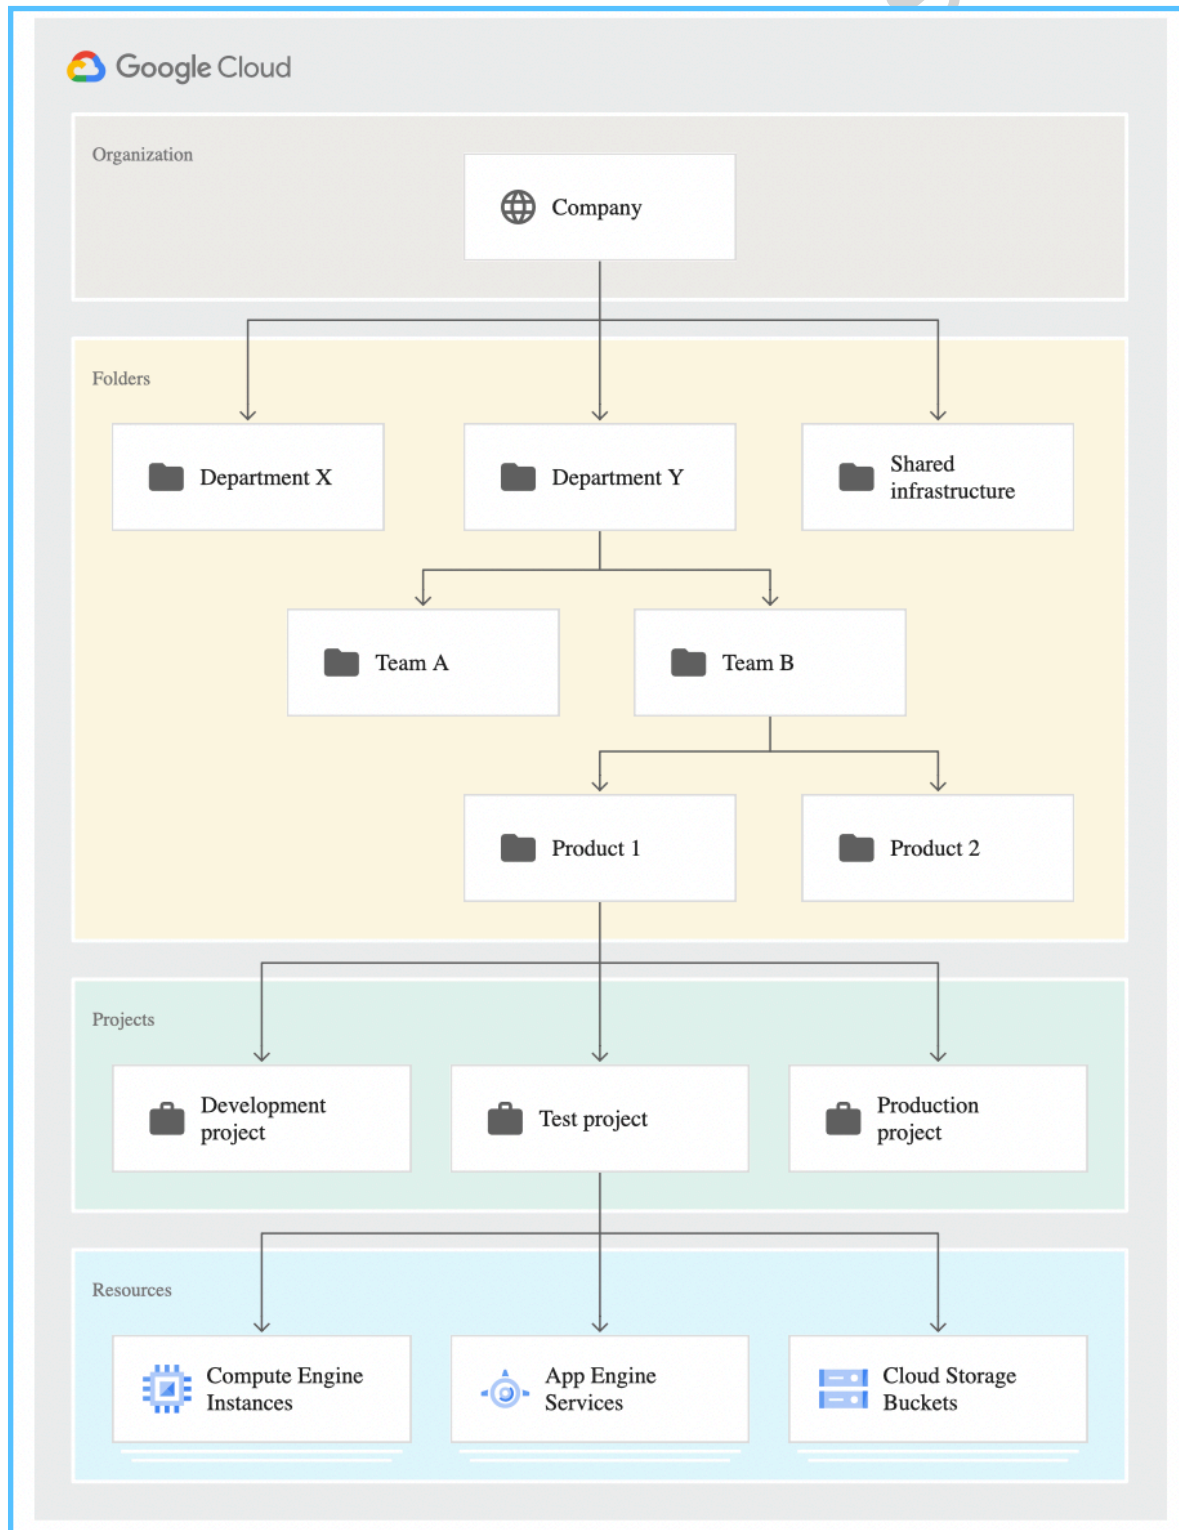 Google Cloud
Organization
Company
Folders
Department X
Department Y
Shared
infrastructure
Team A
Team B
Product 1
Product 2
Projects
Development
project
Test project
Production
project
Resources
Compute Engine
Instances
App Engine
Services
Cloud Storage
Buckets